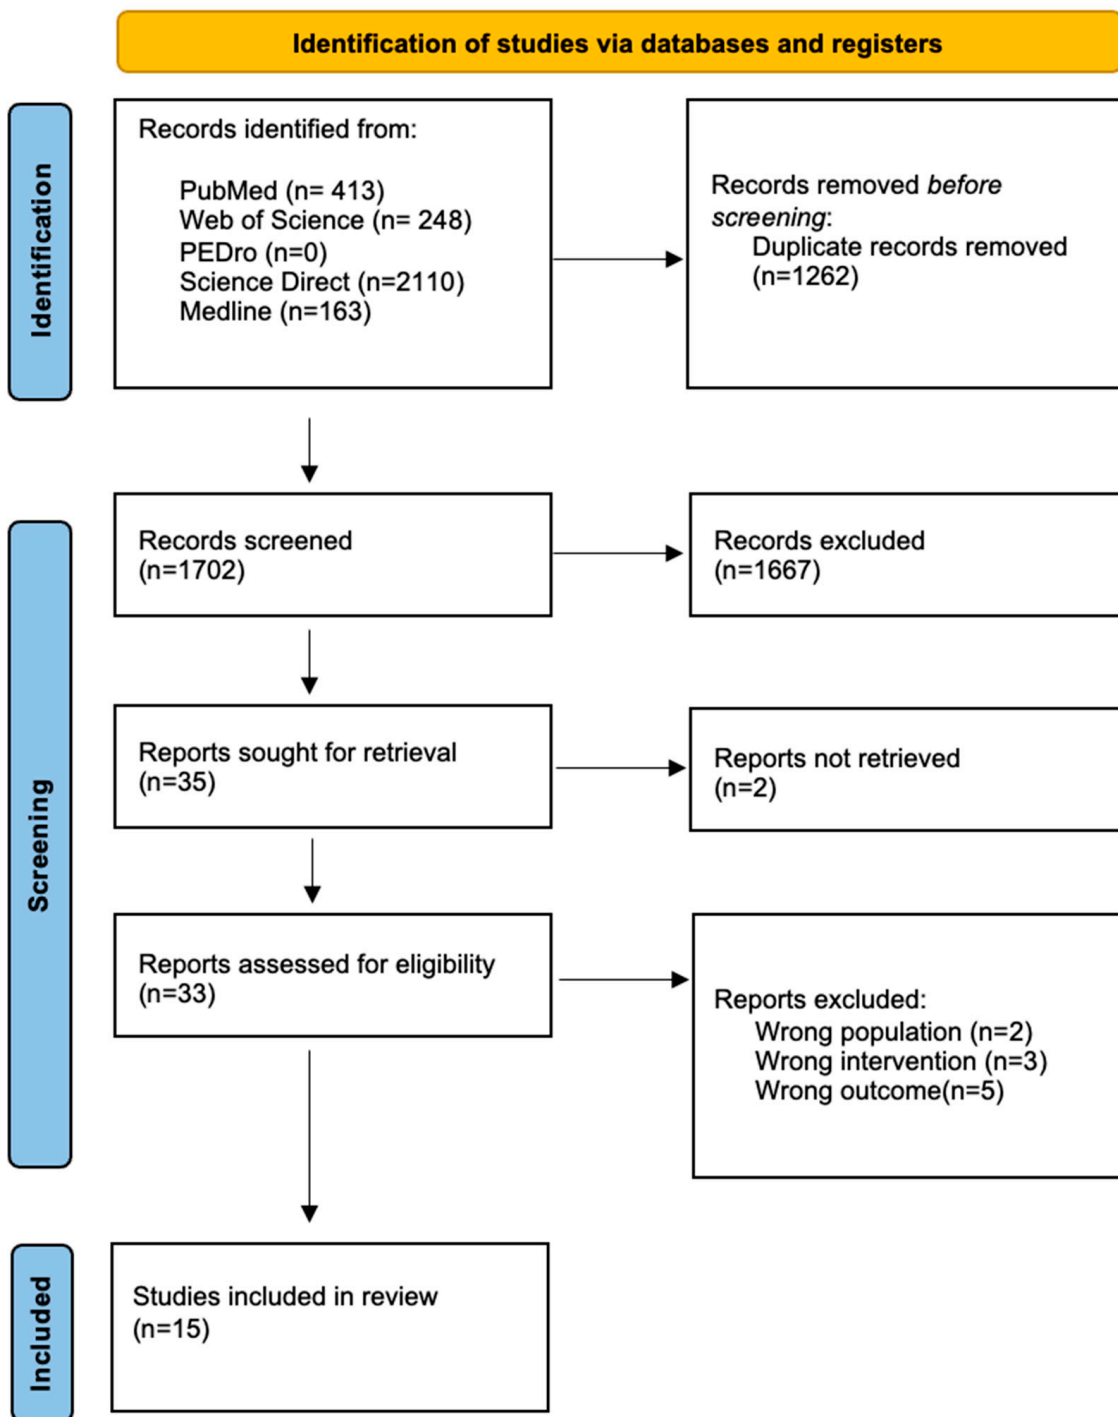 Identification of studies via databases and registers
Identification
Records identified from:
PubMed (n= 413)
Web of Science (n= 248)
PEDro (n=0)
Science Direct (n=2110)
Medline (n=163)
Records removed before
screening:
Duplicate records removed
(n=1262)
Screening
Records screened
(n=1702)
Records excluded
(n=1667)
Reports sought for retrieval
(n=35)
Reports not retrieved
(n=2)
Reports assessed for eligibility
(n=33)
Reports excluded:
Wrong population (n=2)
Wrong intervention (n=3)
Wrong outcome(n=5)
Included
Studies included in review
(n=15)